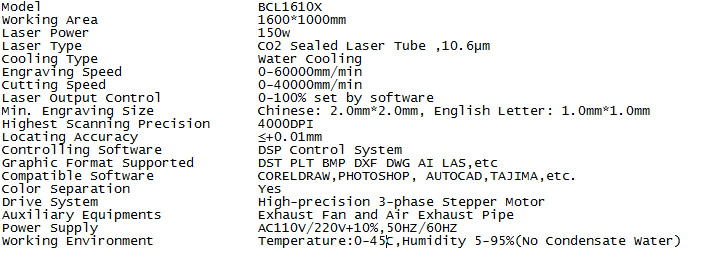 Model BCL1610X
Working Area 1600*1000mm
Laser Power 150w
Laser Type CO2 Sealed Laser Tube ,10.6μm
Cooling Type Water Cooling
Engraving Speed 0-60000mm/min
Cutting Speed 0-40000mm/min
Laser Output Control 0-100% set by software
Min. Engraving Size Chinese: 2.0mm*2.0mm, English Letter: 1.0mm*1.0mm
Highest Scanning Precision 4000DPI
Locating Accuracy ≤+0.01mm
Controlling Software DSP Control System
Graphic Format Supported DST PLT BMP DXF DWG AI LAS,etc
Compatible Software CORELDRAW,PHOTOSHOP, AUTOCAD,TAJIMA,etc.
Color Separation Yes
Drive System High-precision 3-phase Stepper Motor
Auxiliary Equipments Exhaust Fan and Air Exhaust Pipe
Power Supply AC110V/220V+10%,50HZ/60HZ
Working Environment Temperature:0-45C,Humidity 5-95%(No Condensate Water)